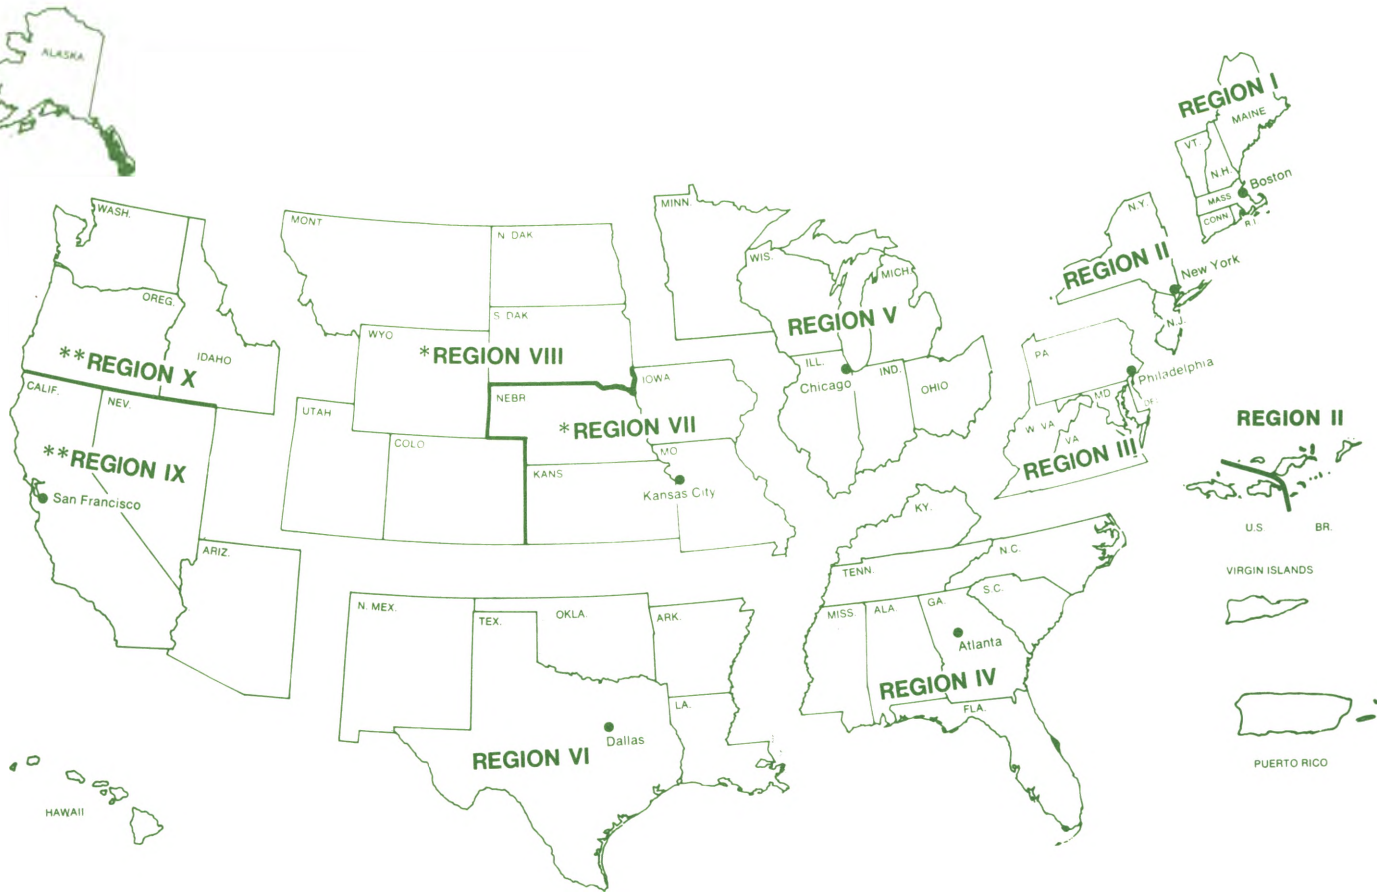 ALASKA
REGION I
MAINE
VT.
N.H.
Boston
MASS
CONN
R.I.
WASH.
MONT
N. DAK
MINN.
N.Y.
REGION II
New York
N.J.
OREG.
IDAHO
**REGION X
WYO
S. DAK
*REGION VIII
WIS.
MICH.
REGION V
ILL.
IND.
OHIO
Chicago
PA
Philadelphia
MD
DEL
W VA
VA
REGION III
CALIF.
NEV.
UTAH
COLO
NEBR
IOWA
*REGION VII
KANS
MO
Kansas City
**REGION IX
San Francisco
ARIZ.
REGION II
U.S
BR.
VIRGIN ISLANDS
KY.
TENN.
N.C.
S.C.
MISS.
ALA.
GA.
Atlanta
REGION IV
FLA.
N. MEX.
TEX.
OKLA.
ARK.
LA.
Dallas
REGION VI
PUERTO RICO
HAWAII